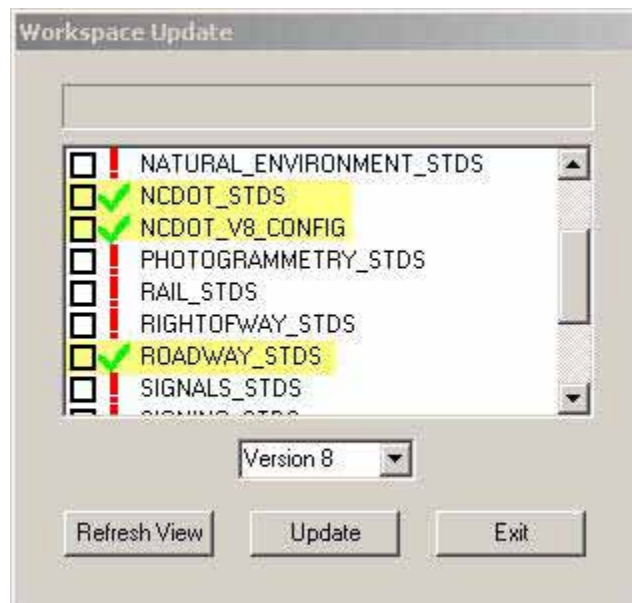 Workspace Update
NATURAL_ENVIRONMENT_STDS
NCDOT_STDS
NCDOT_V8_CONFIG
PHOTOGRAMMETRY_STDS
RAIL_STDS
RIGHTOFWAY_STDS
ROADWAY_STDS
SIGNALS_STDS
Version 8
Refresh View Update Exit